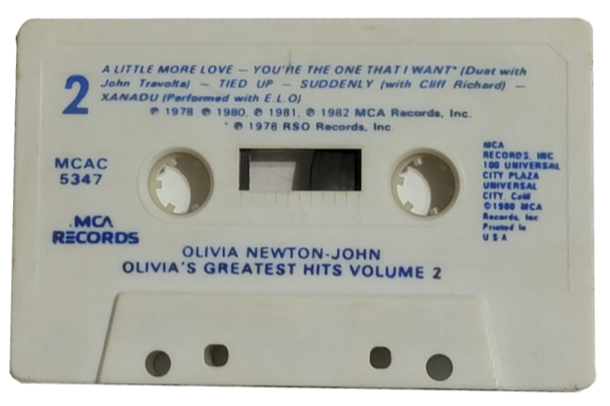 2
A LITTLE MORE LOVE — YOU'RE THE ONE THAT I WANT* (Duet with
John Travolta) — TIED UP — SUDDENLY (with Cliff Richard) —
XANADU (Performed with E.L.O)
℗ 1978 ℗ 1980, ℗ 1981, ℗ 1982 MCA Records, Inc.
* ℗ 1978 RSO Records, Inc.
MCAC
5347
MCA
RECORDS
MCA
RECORDS, INC
100 UNIVERSAL
CITY PLAZA
UNIVERSAL
CITY, Calif
©1980 MCA
Records, Inc
Printed in
U S A
OLIVIA NEWTON-JOHN
OLIVIA'S GREATEST HITS VOLUME 2